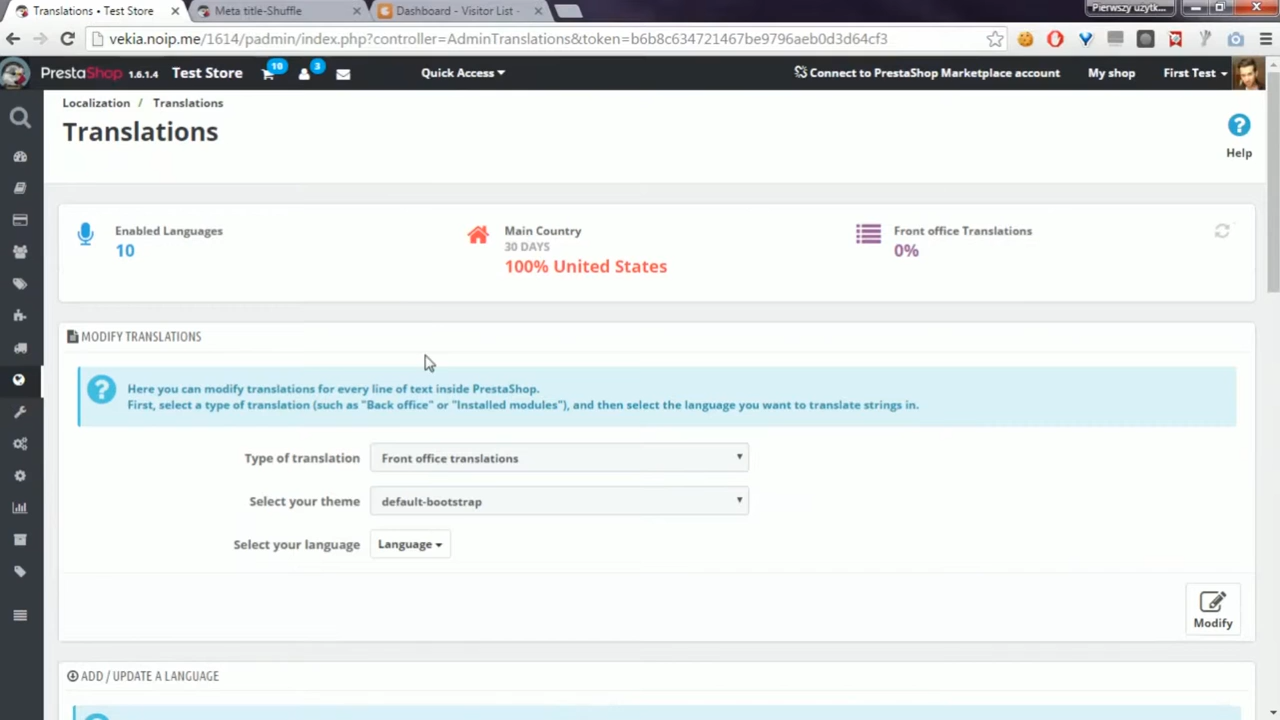 Translations • Test Store
Meta title-Shuffle
Dashboard - Visitor List -
Pierwszy użytk...
vekia.noip.me/1614/padmin/index.php?controller=AdminTranslations&token=b6b8c634721467be9796aeb0d3d64cf3
PrestaShop 1.6.1.4 Test Store 10 3 Quick Access Connect to PrestaShop Marketplace account My shop First Test
Localization / Translations
Translations
Help
Enabled Languages
10
Main Country
30 DAYS
100% United States
Front office Translations
0%
MODIFY TRANSLATIONS
Here you can modify translations for every line of text inside PrestaShop.
First, select a type of translation (such as "Back office" or "Installed modules"), and then select the language you want to translate strings in.
Type of translation Front office translations
Select your theme default-bootstrap
Select your language Language
Modify
ADD / UPDATE A LANGUAGE